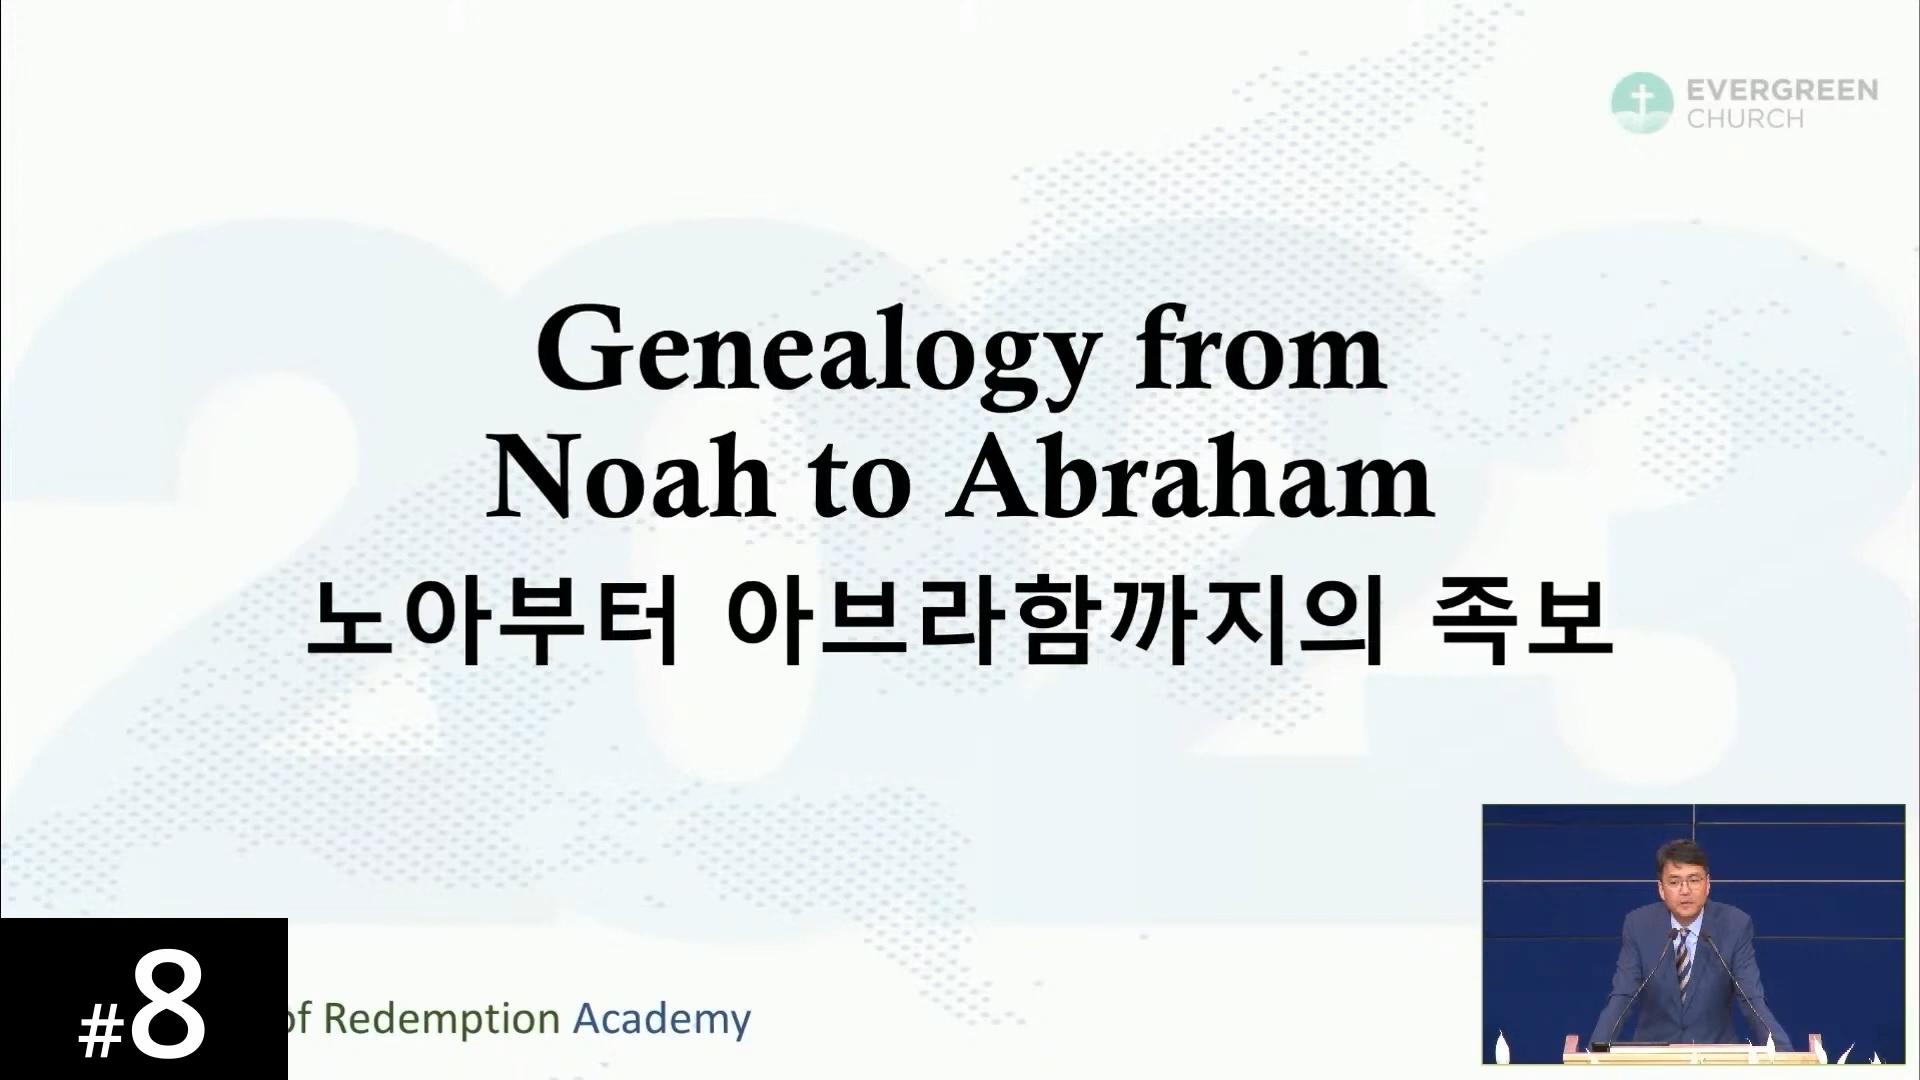 EVERGREEN
CHURCH
Genealogy from
Noah to Abraham
노아부터 아브라함까지의 족보
#8
of Redemption Academy
2023